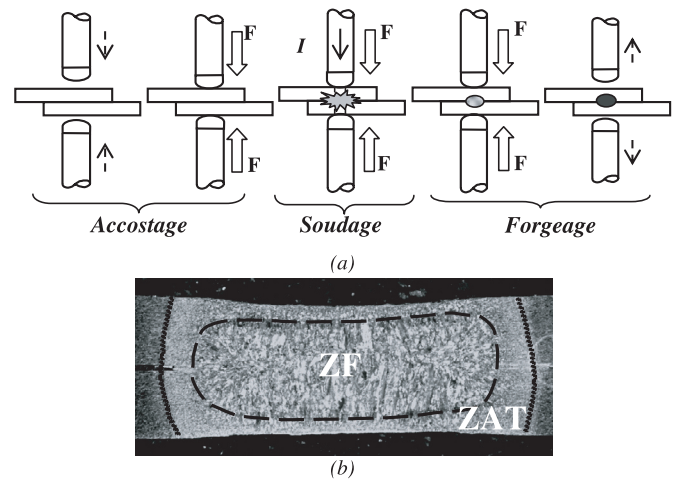 I F F F
F F F
Accostage Soudage Forgeage
(a)
ZF
ZAT
(b)